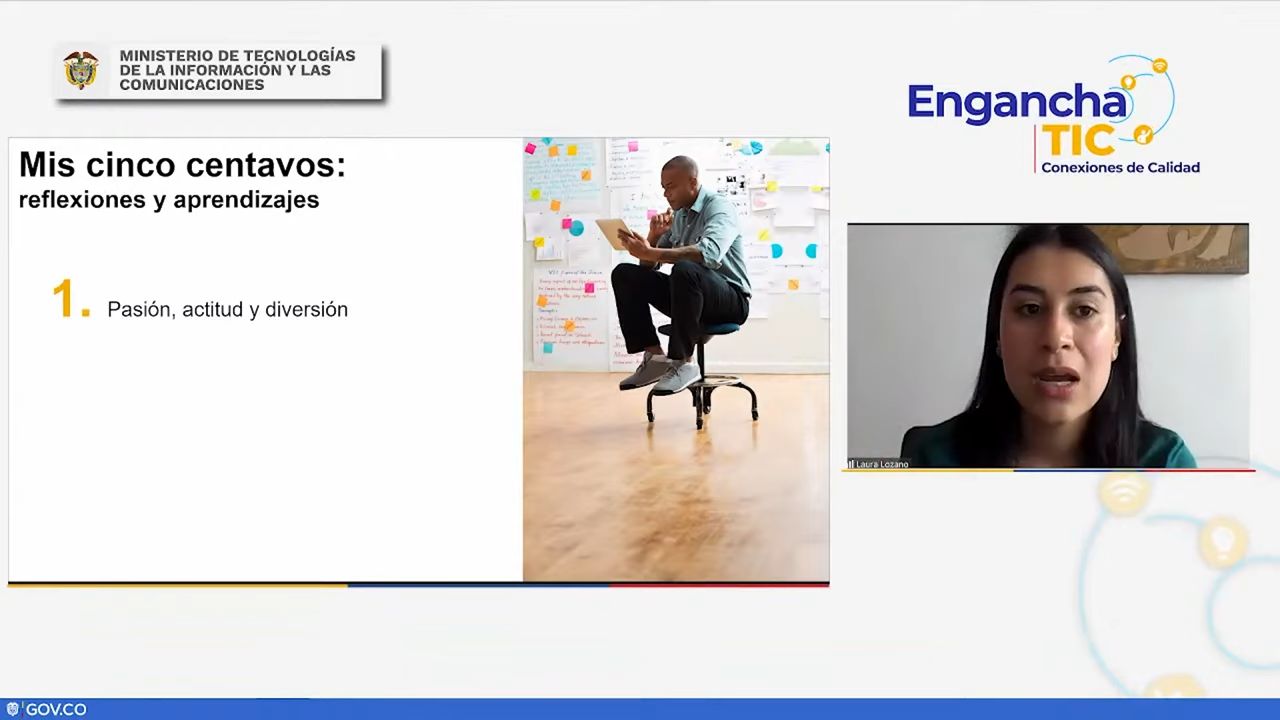 MINISTERIO DE TECNOLOGÍAS
DE LA INFORMACIÓN Y LAS
COMUNICACIONES
Engancha
TIC
Conexiones de Calidad
Mis cinco centavos:
reflexiones y aprendizajes
1. Pasión, actitud y diversión
Laura Lozano
GOV.CO